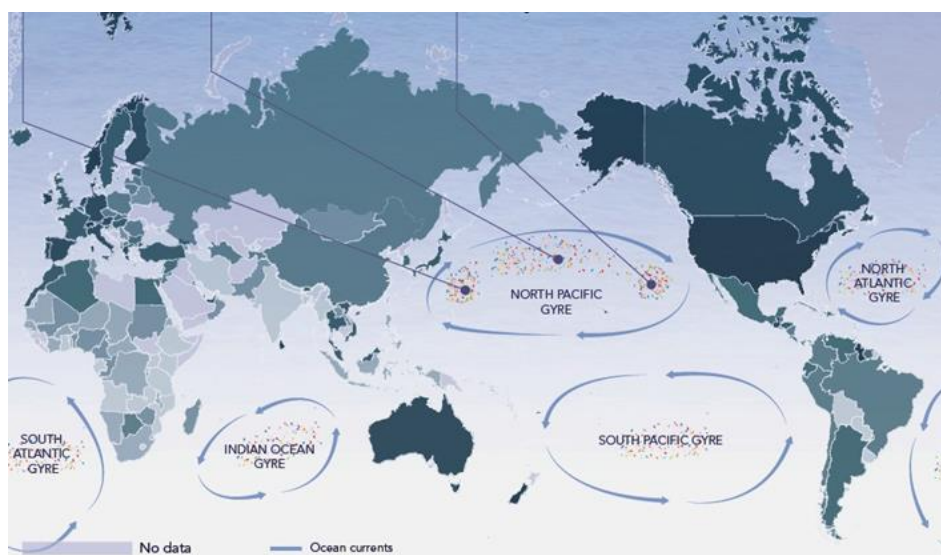 NORTH PACIFIC
GYRE
NORTH
ATLANTIC
GYRE
SOUTH
ATLANTIC
GYRE
INDIAN OCEAN
GYRE
SOUTH PACIFIC GYRE
No data
Ocean currents